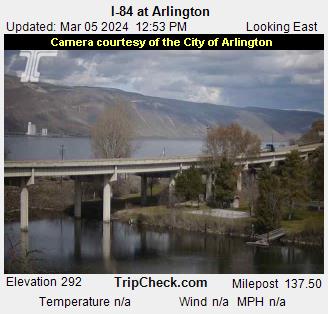 I-84 at Arlington
Updated: Mar 05 2024 12:53 PM Looking East
Camera courtesy of the City of Arlington
Elevation 292 TripCheck.com Milepost 137.50
Temperature n/a Wind n/a MPH n/a